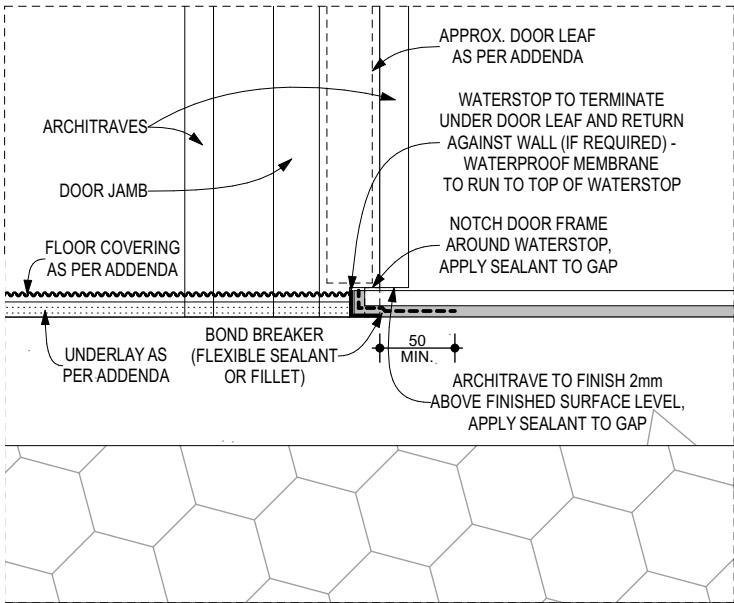 APPROX. DOOR LEAF
AS PER ADDENDA
WATERSTOP TO TERMINATE
UNDER DOOR LEAF AND RETURN
AGAINST WALL (IF REQUIRED) -
WATERPROOF MEMBRANE
TO RUN TO TOP OF WATERSTOP
ARCHITRAVES
DOOR JAMB
NOTCH DOOR FRAME
AROUND WATERSTOP,
APPLY SEALANT TO GAP
FLOOR COVERING
AS PER ADDENDA
UNDERLAY AS
PER ADDENDA
BOND BREAKER
(FLEXIBLE SEALANT
OR FILLET)
50
MIN.
ARCHITRAVE TO FINISH 2mm
ABOVE FINISHED SURFACE LEVEL,
APPLY SEALANT TO GAP